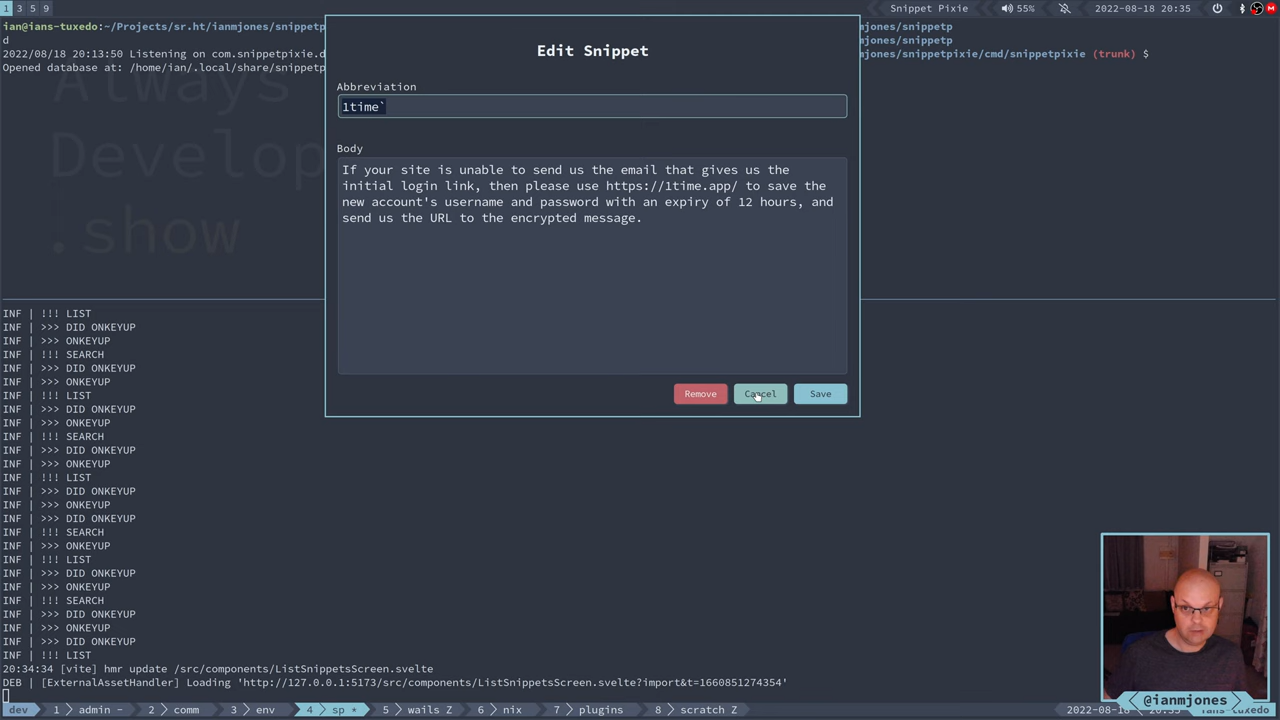 1 3 5 9
Snippet Pixie
55%
2022-08-18 20:35
ian@ians-tuxedo:~/Projects/sr.ht/ianmjones/snippetp
mjones/snippetp
d
jones/snippetp
2022/08/18 20:13:50 Listening on com.snippetpixie.d
mjones/snippetpixie/cmd/snippetpixie (trunk) $
Opened database at: /home/ian/.local/share/snippetp
Always
Develop
.show
Edit Snippet
Abbreviation
1time`
Body
If your site is unable to send us the email that gives us the
initial login link, then please use https://1time.app/ to save the
new account's username and password with an expiry of 12 hours, and
send us the URL to the encrypted message.
Remove
Cancel
Save
INF | !!! LIST
INF | >>> DID ONKEYUP
INF | >>> ONKEYUP
INF | !!! SEARCH
INF | >>> DID ONKEYUP
INF | >>> ONKEYUP
INF | !!! LIST
INF | >>> DID ONKEYUP
INF | >>> ONKEYUP
INF | !!! SEARCH
INF | >>> DID ONKEYUP
INF | >>> ONKEYUP
INF | !!! LIST
INF | >>> DID ONKEYUP
INF | >>> ONKEYUP
INF | >>> DID ONKEYUP
INF | !!! SEARCH
INF | >>> ONKEYUP
INF | !!! LIST
INF | >>> DID ONKEYUP
INF | >>> ONKEYUP
INF | !!! SEARCH
INF | >>> DID ONKEYUP
INF | >>> ONKEYUP
INF | >>> DID ONKEYUP
INF | !!! LIST
20:34:34 [vite] hmr update /src/components/ListSnippetsScreen.svelte
DEB | [ExternalAssetHandler] Loading 'http://127.0.0.1:5173/src/components/ListSnippetsScreen.svelte?import&t=1660851274354'
@ianmjones
dev 1 admin - 2 comm 3 env 4 sp * 5 wails Z 6 nix 7 plugins 8 scratch Z